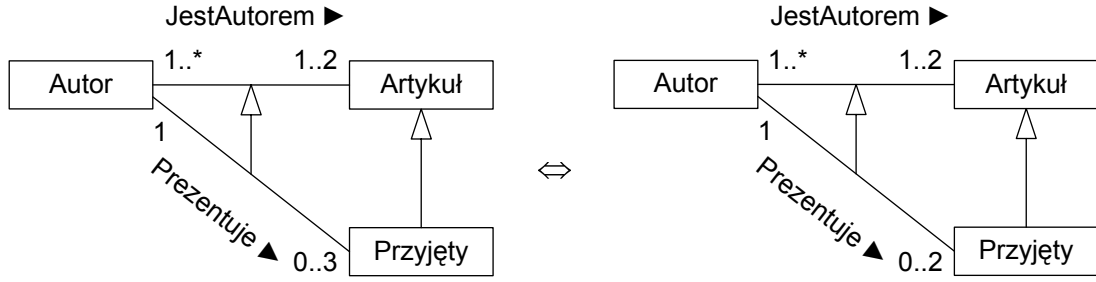 JestAutorem ►
1..* 1..2
Autor Artykuł
1
Prezentuje ►
0..3 Przyjęty
⇔
JestAutorem ►
1..* 1..2
Autor Artykuł
1
Prezentuje ►
0..2 Przyjęty